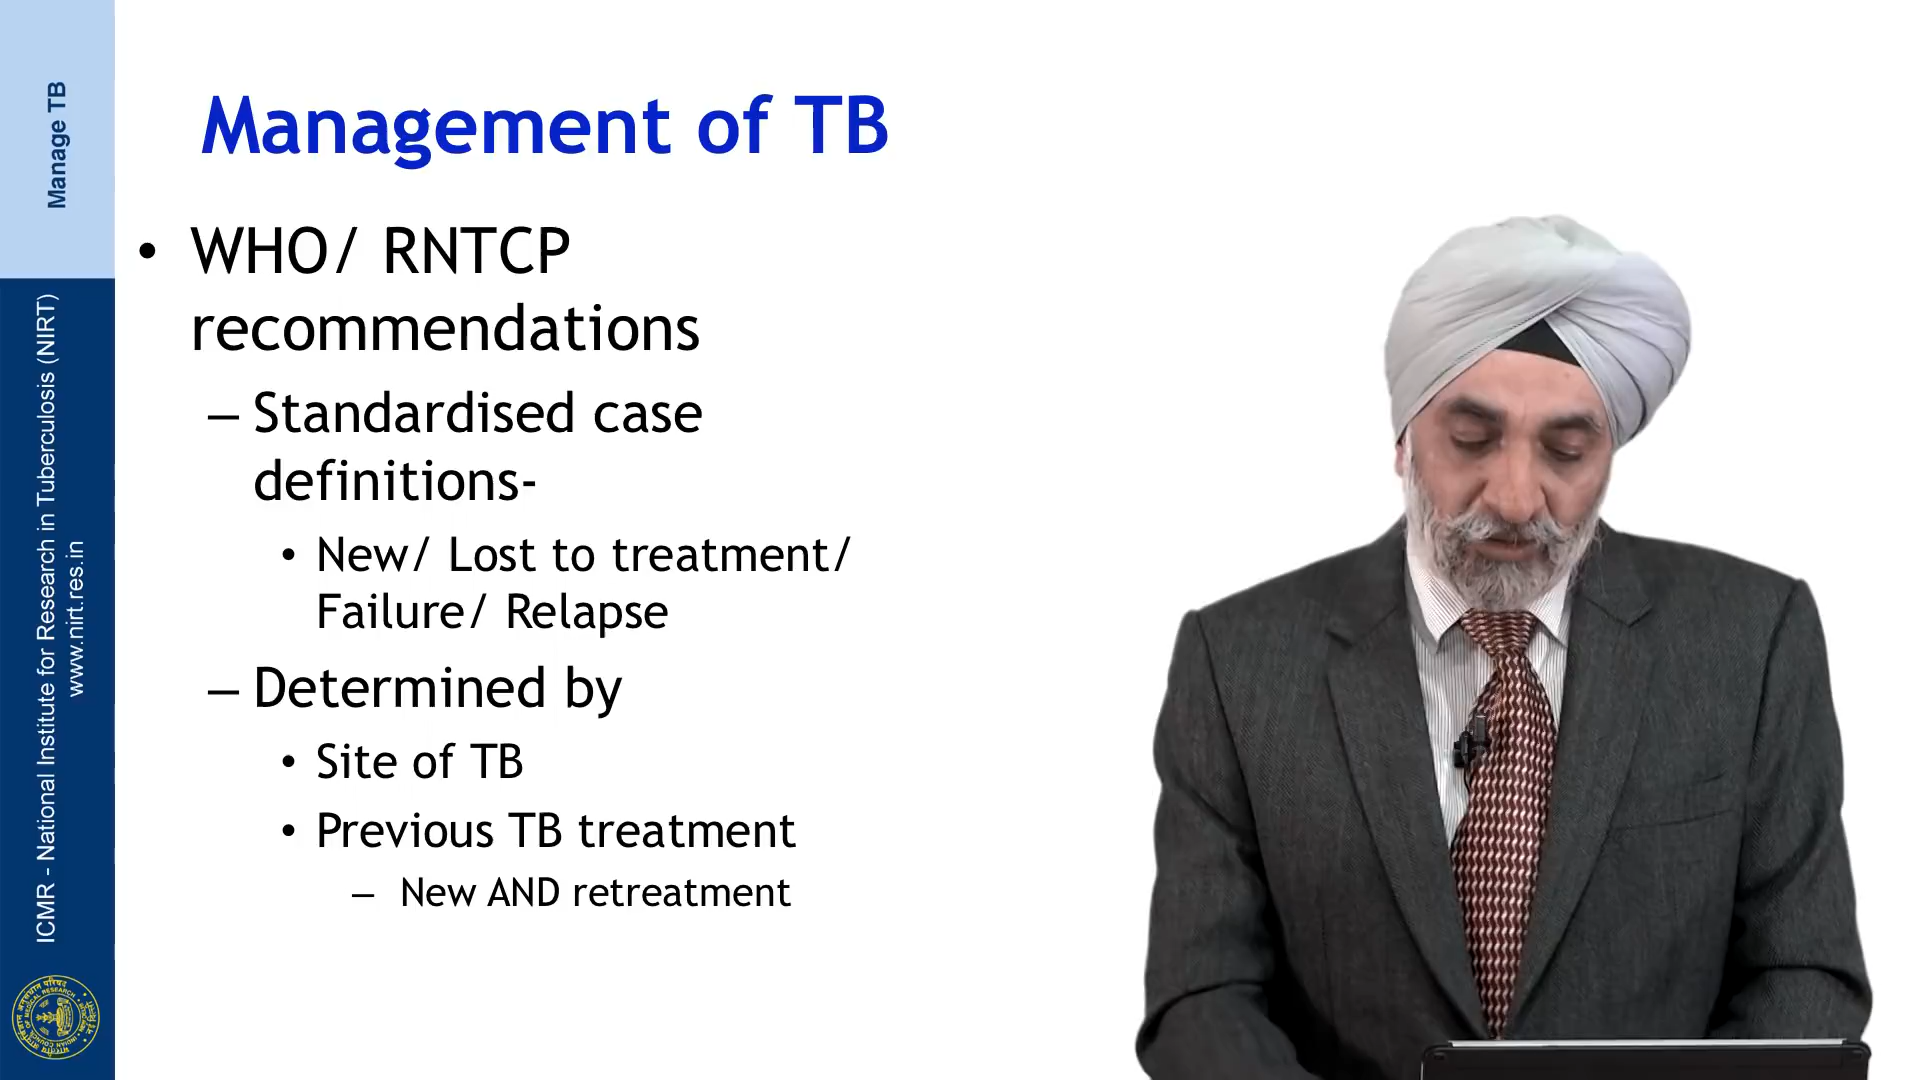 Manage TB
ICMR - National Institute for Research in Tuberculosis (NIRT)
www.nirt.res.in
Management of TB
• WHO/ RNTCP
recommendations
– Standardised case
definitions-
• New/ Lost to treatment/
Failure/ Relapse
– Determined by
• Site of TB
• Previous TB treatment
– New AND retreatment